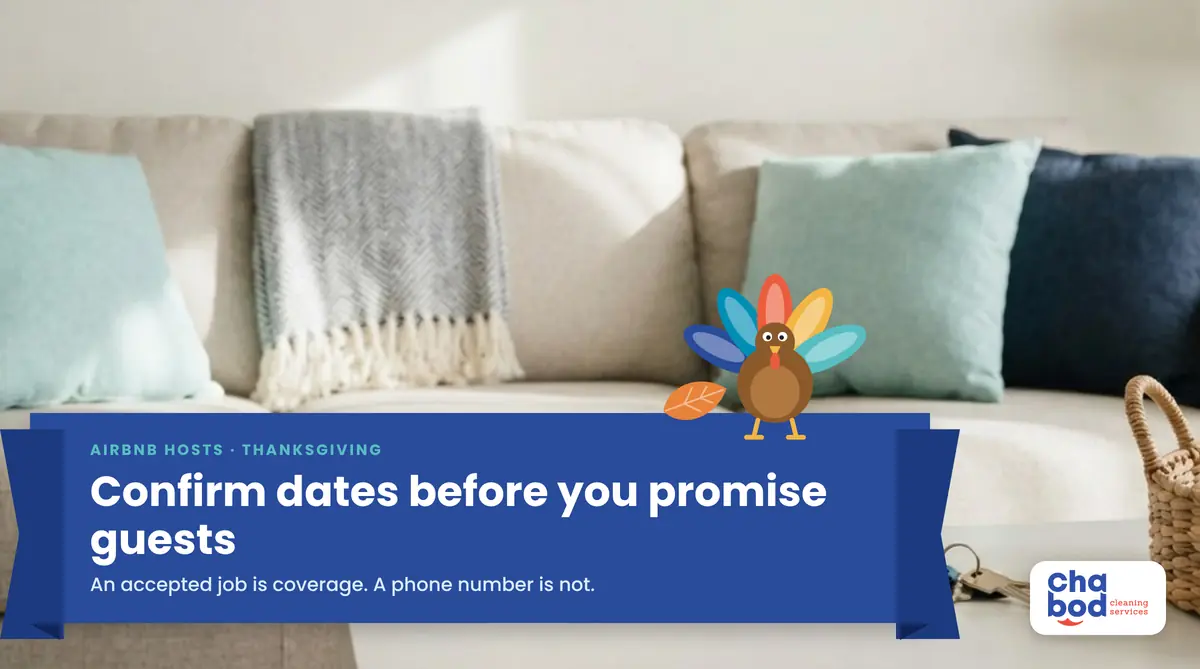 AIRBNB HOSTS · THANKSGIVING
Confirm dates before you promise
guests
An accepted job is coverage. A phone number is not.
cha
bod
cleaning
services